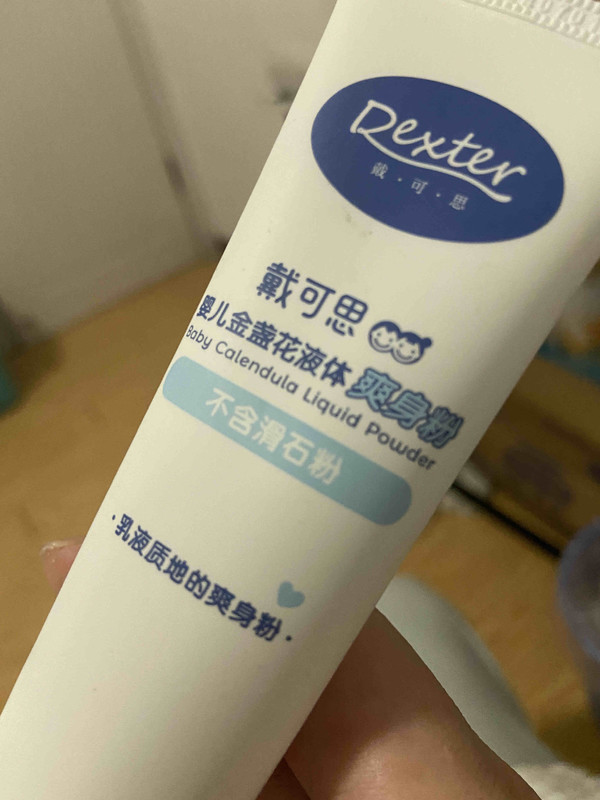 Dexter
戴·可·思
戴可思
婴儿金盏花液体 爽身粉
Baby Calendula Liquid Powder
不含滑石粉
·乳液质地的爽身粉·